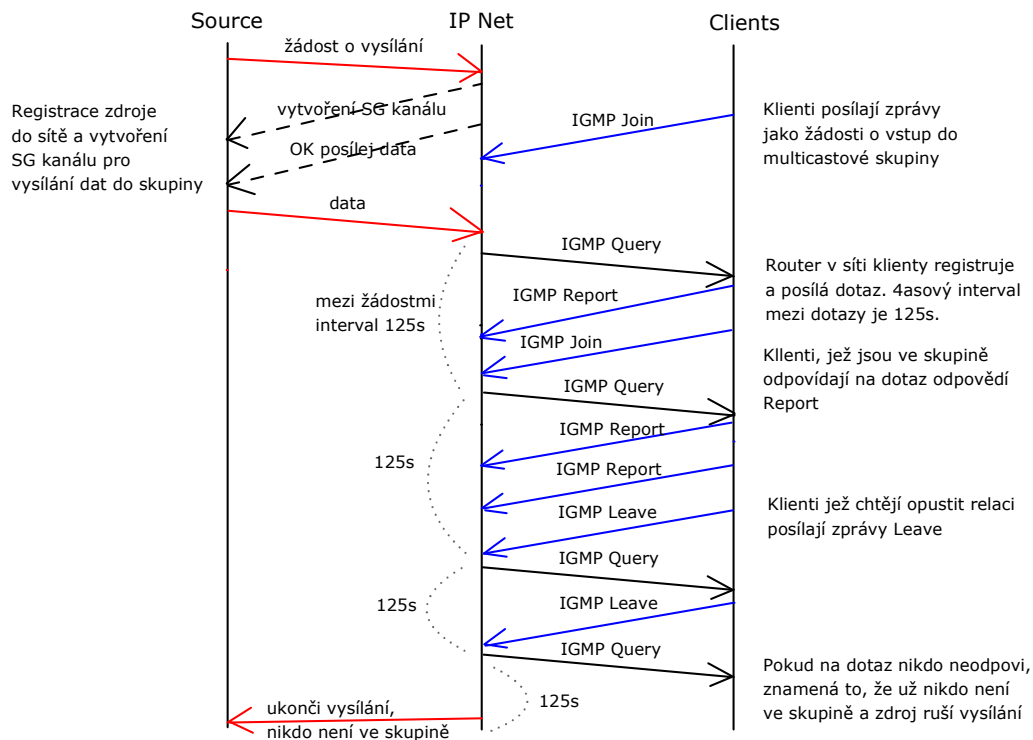 Source
IP Net
Clients
žádost o vysílání
vytvoření SG kanálu
OK posílej data
data
Registrace zdroje
do sítě a vytvoření
SG kanálu pro
vysílání dat do skupiny
IGMP Join
Klienti posílají zprávy
jako žádosti o vstup do
multicastové skupiny
IGMP Query
IGMP Report
IGMP Join
mezi žádostmi
interval 125s
Router v síti klienty registruje
a posílá dotaz. 4asový interval
mezi dotazy je 125s.
Kllenti, jež jsou ve skupině
odpovídají na dotaz odpovědí
Report
IGMP Query
IGMP Report
125s
IGMP Report
IGMP Leave
Klienti jež chtějí opustit relaci
posílají zprávy Leave
IGMP Query
125s
IGMP Leave
IGMP Query
125s
Pokud na dotaz nikdo neodpovi,
znamená to, že už nikdo není
ve skupině a zdroj ruší vysílání
ukonči vysílání,
nikdo není ve skupině